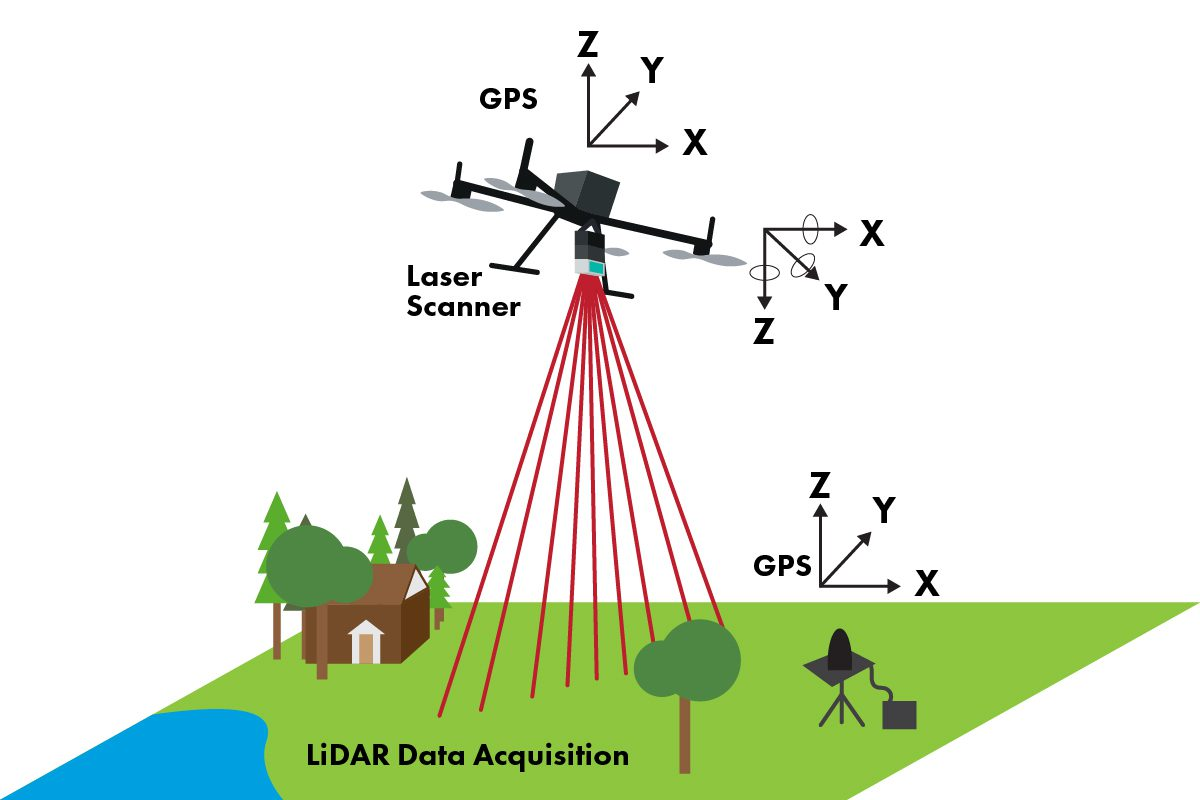 Z
Y
GPS
X
X
Laser
Scanner
Y
Z
Z
Y
GPS
X
LiDAR Data Acquisition